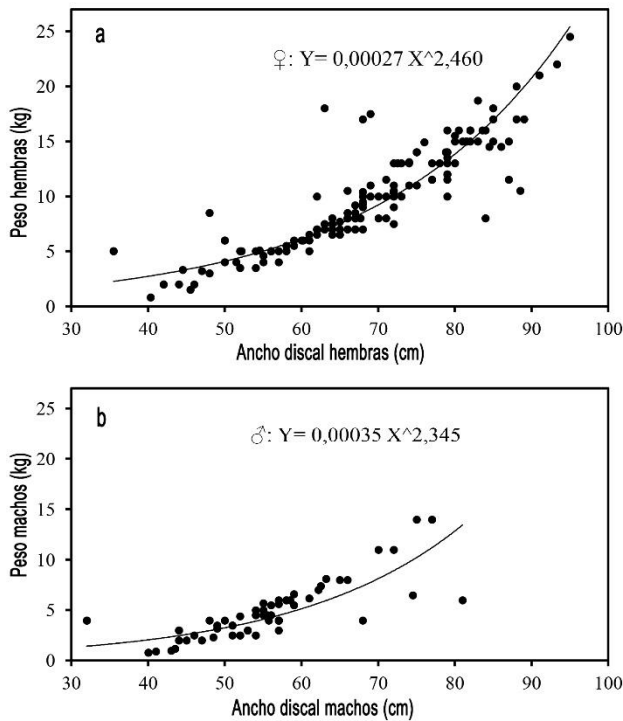 a
♀: Y= 0,00027 X^2,460
Peso hembras (kg)
25
20
15
10
5
0
30 40 50 60 70 80 90 100
Ancho discal hembras (cm)
b
♂: Y= 0,00035 X^2,345
Peso machos (kg)
25
20
15
10
5
0
30 40 50 60 70 80 90 100
Ancho discal machos (cm)